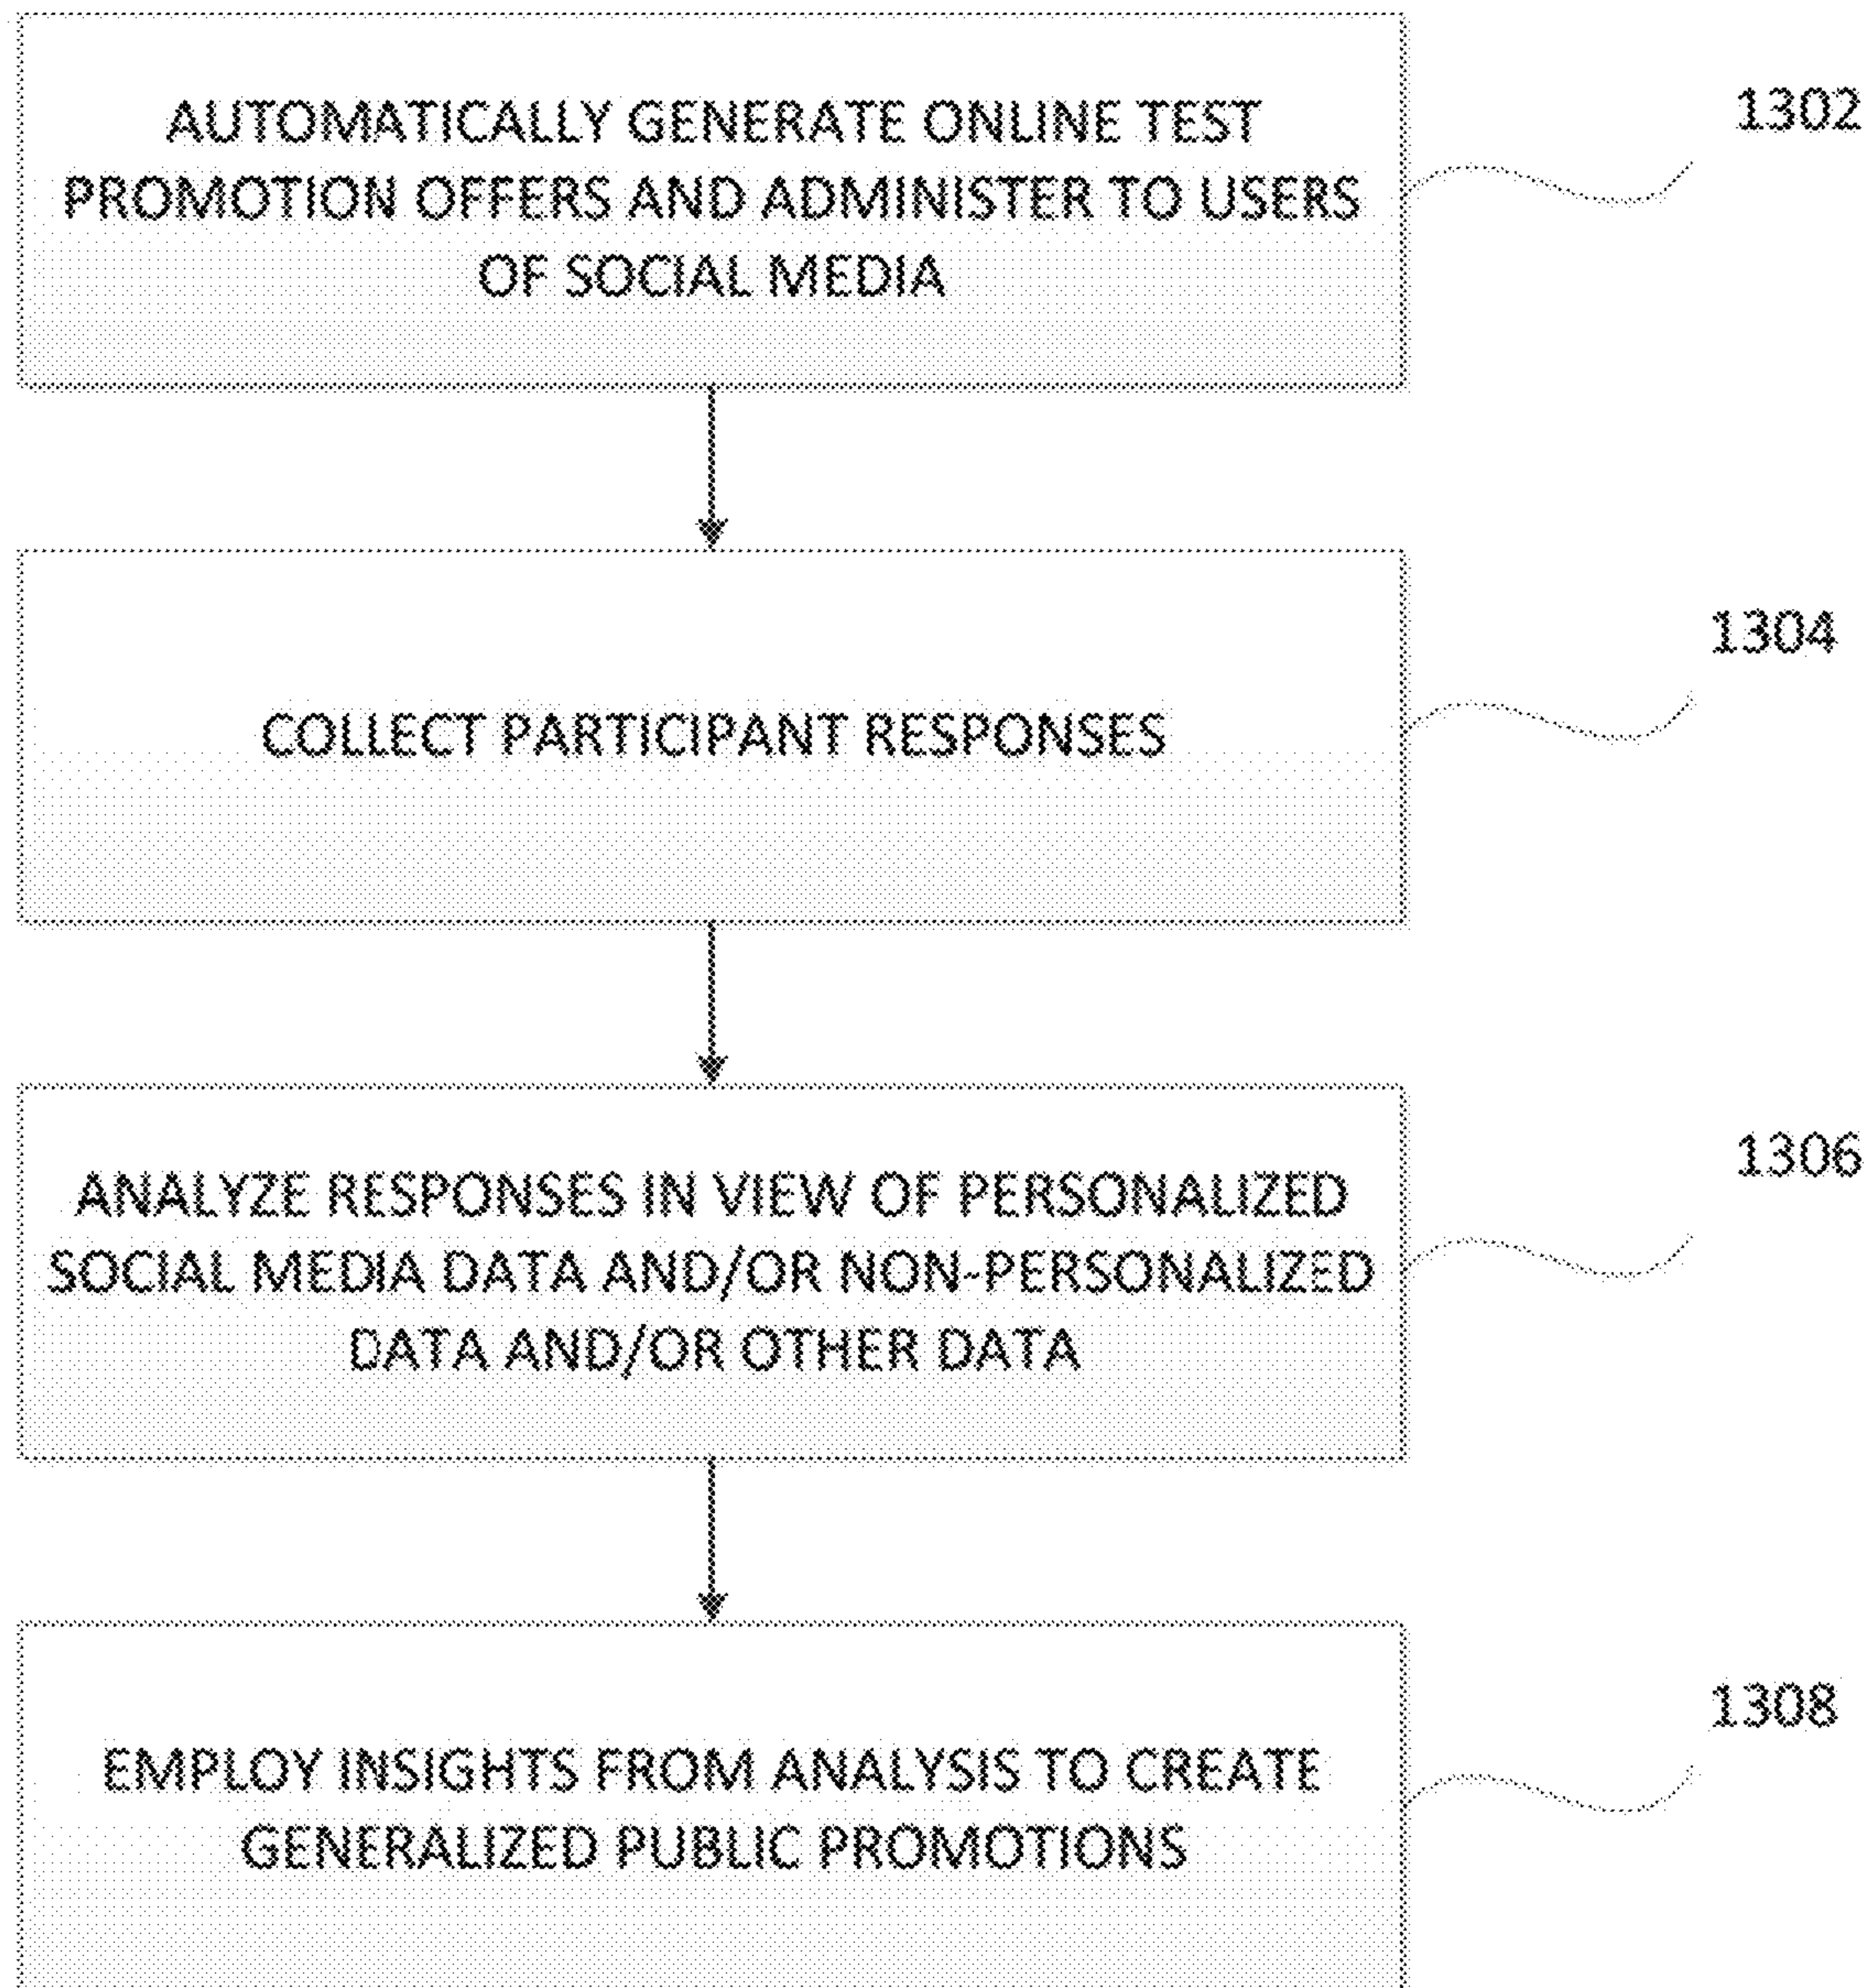 AUTOMATICALLY GENERATE ONLINE TEST
PROMOTION OFFERS AND ADMINISTER TO USERS
OF SOCIAL MEDIA
1302
COLLECT PARTICIPANT RESPONSES
1304
ANALYZE RESPONSES IN VIEW OF PERSONALIZED
SOCIAL MEDIA DATA AND/OR NON-PERSONALIZED
DATA AND/OR OTHER DATA
1306
EMPLOY INSIGHTS FROM ANALYSIS TO CREATE
GENERALIZED PUBLIC PROMOTIONS
1308